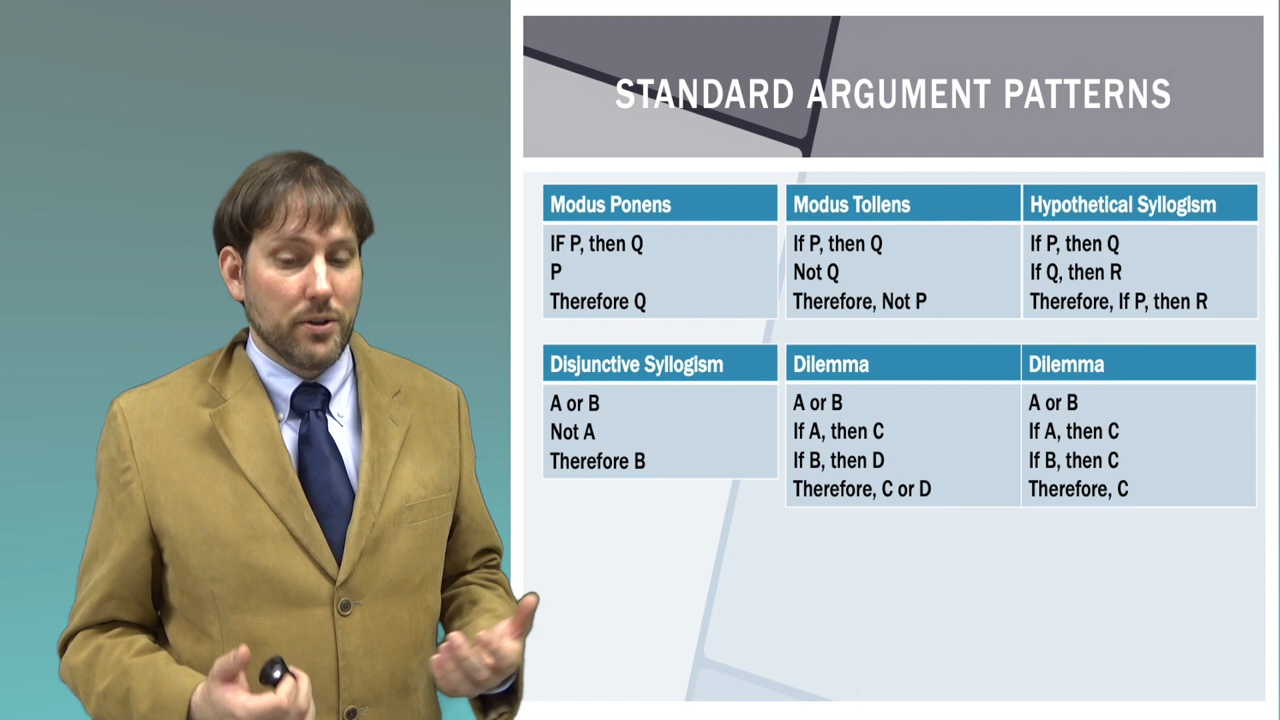 STANDARD ARGUMENT PATTERNS
Modus Ponens
IF P, then Q
P
Therefore Q
Modus Tollens
If P, then Q
Not Q
Therefore, Not P
Hypothetical Syllogism
If P, then Q
If Q, then R
Therefore, If P, then R
Disjunctive Syllogism
A or B
Not A
Therefore B
Dilemma
A or B
If A, then C
If B, then D
Therefore, C or D
Dilemma
A or B
If A, then C
If B, then C
Therefore, C